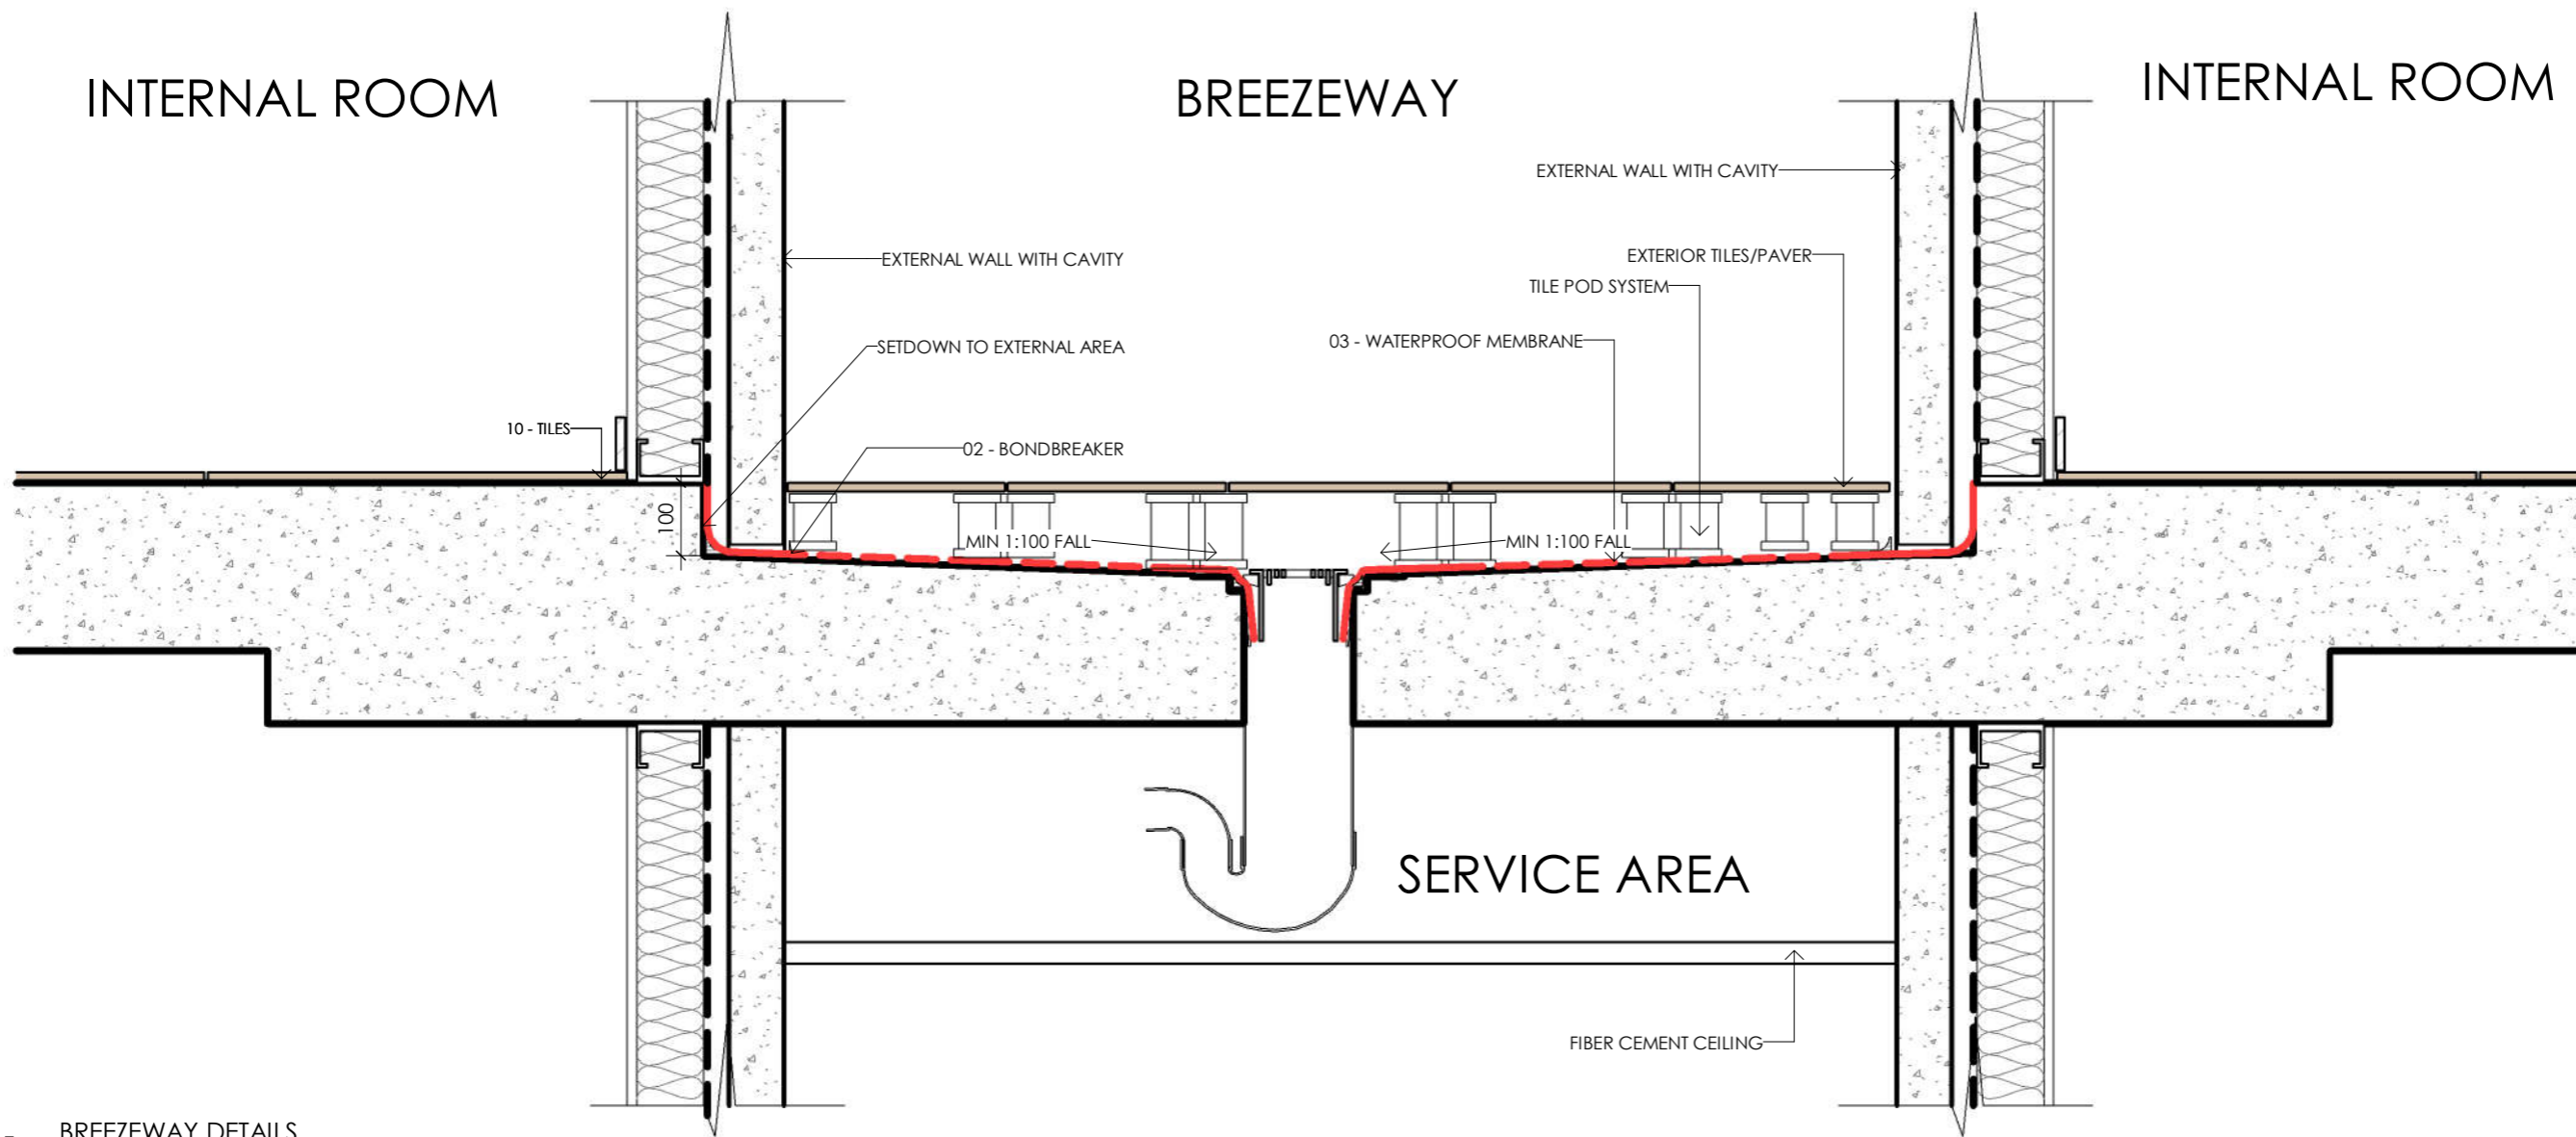 INTERNAL ROOM
BREEZEWAY
INTERNAL ROOM
EXTERNAL WALL WITH CAVITY
EXTERNAL WALL WITH CAVITY
EXTERIOR TILES/PAVER
TILE POD SYSTEM
SETDOWN TO EXTERNAL AREA
03 - WATERPROOF MEMBRANE
10 - TILES
02 - BONDBREAKER
100
MIN 1:100 FALL
MIN 1:100 FALL
SERVICE AREA
FIBER CEMENT CEILING
BREEZEWAY DETAILS